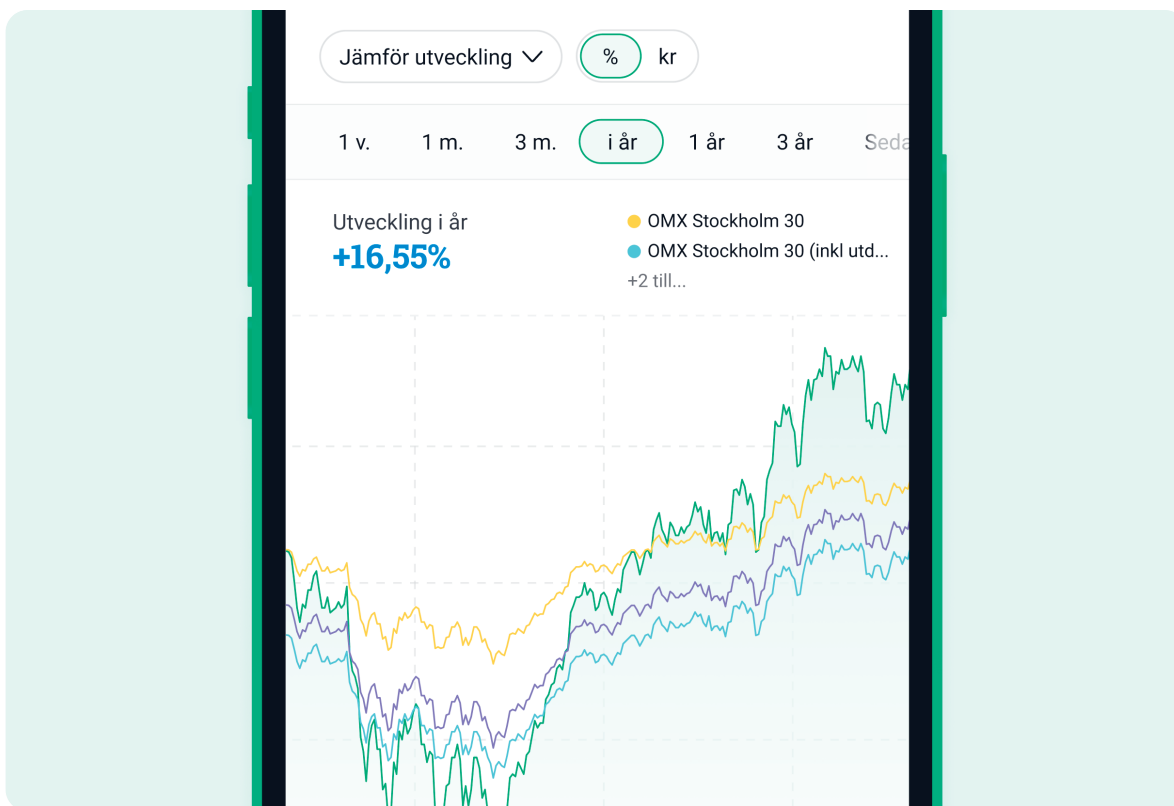 Jämför utveckling
% kr
1 v. 1 m. 3 m. i år 1 år 3 år Seda
Utveckling i år
+16,55%
OMX Stockholm 30
OMX Stockholm 30 (inkl utd...
+2 till...